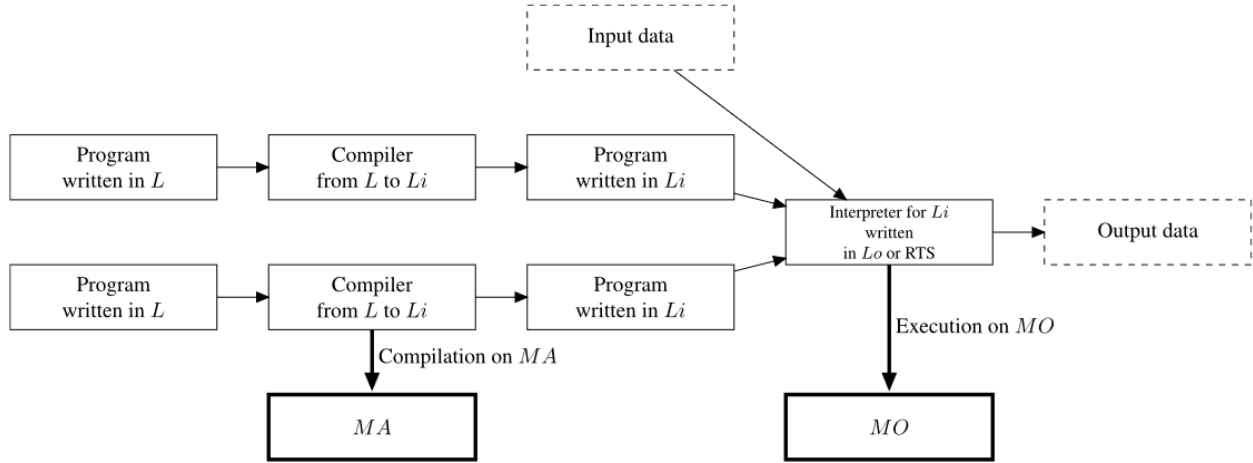 Input data
Program
written in L
Compiler
from L to Li
Program
written in Li
Interpreter for Li
written
in Lo or RTS
Output data
Program
written in L
Compiler
from L to Li
Program
written in Li
Execution on MO
Compilation on MA
MA
MO